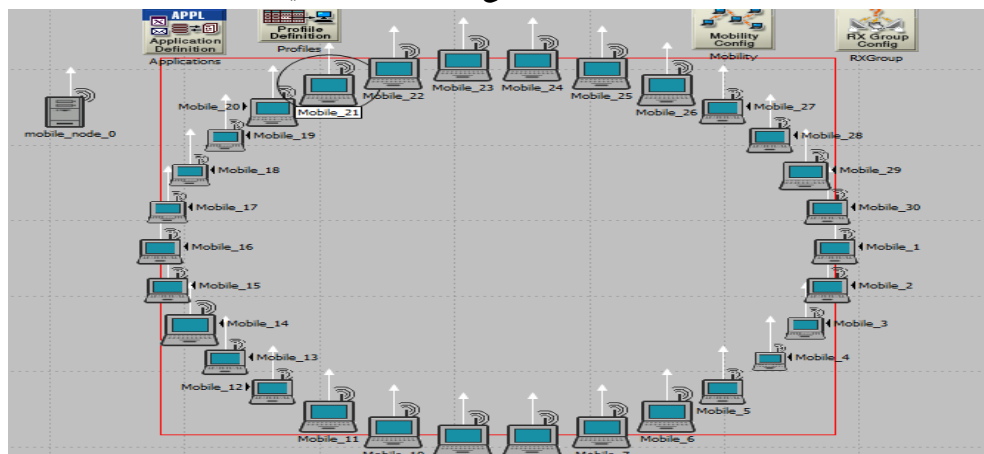 APPL
Application
Definition
Applications
Profile
Definition
Profiles
Mobility
Config
Mobility
RX Group
Config
RXGroup
mobile_node_0
Mobile_20
Mobile_21
Mobile_22
Mobile_23
Mobile_24
Mobile_25
Mobile_26
Mobile_27
Mobile_19
Mobile_28
Mobile_18
Mobile_29
Mobile_17
Mobile_30
Mobile_16
Mobile_1
Mobile_15
Mobile_2
Mobile_14
Mobile_3
Mobile_13
Mobile_4
Mobile_12
Mobile_5
Mobile_11
Mobile_6